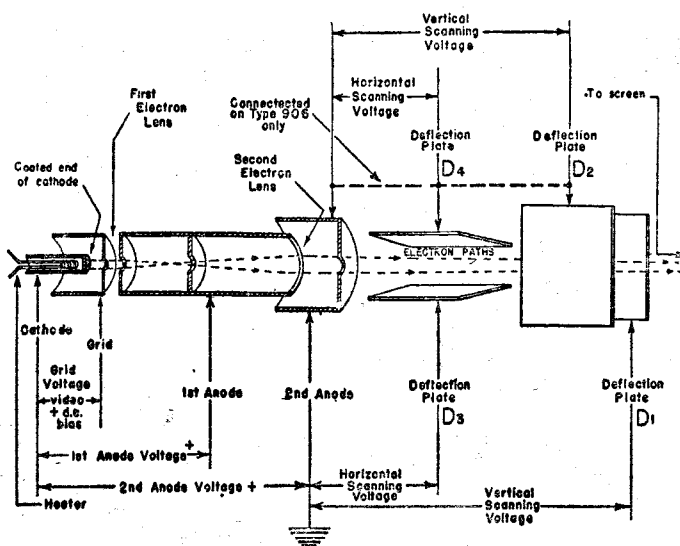 Vertical
Scanning
Voltage
Horizontal
Scanning
Voltage
To screen
First
Electron
Lens
Connectected
on Type 906
only
Deflection
Plate
D4
Deflection
Plate
D2
Coated end
of cathode
Second
Electron
Lens
ELECTRON PATHS
Cathode
Grid
Grid
Voltage
video
+ d.c.
bias
1st Anode
2nd Anode
Deflection
Plate
D3
Deflection
Plate
D1
1st Anode Voltage +
2nd Anode Voltage +
Heater
Horizontal
Scanning
Voltage
Vertical
Scanning
Voltage